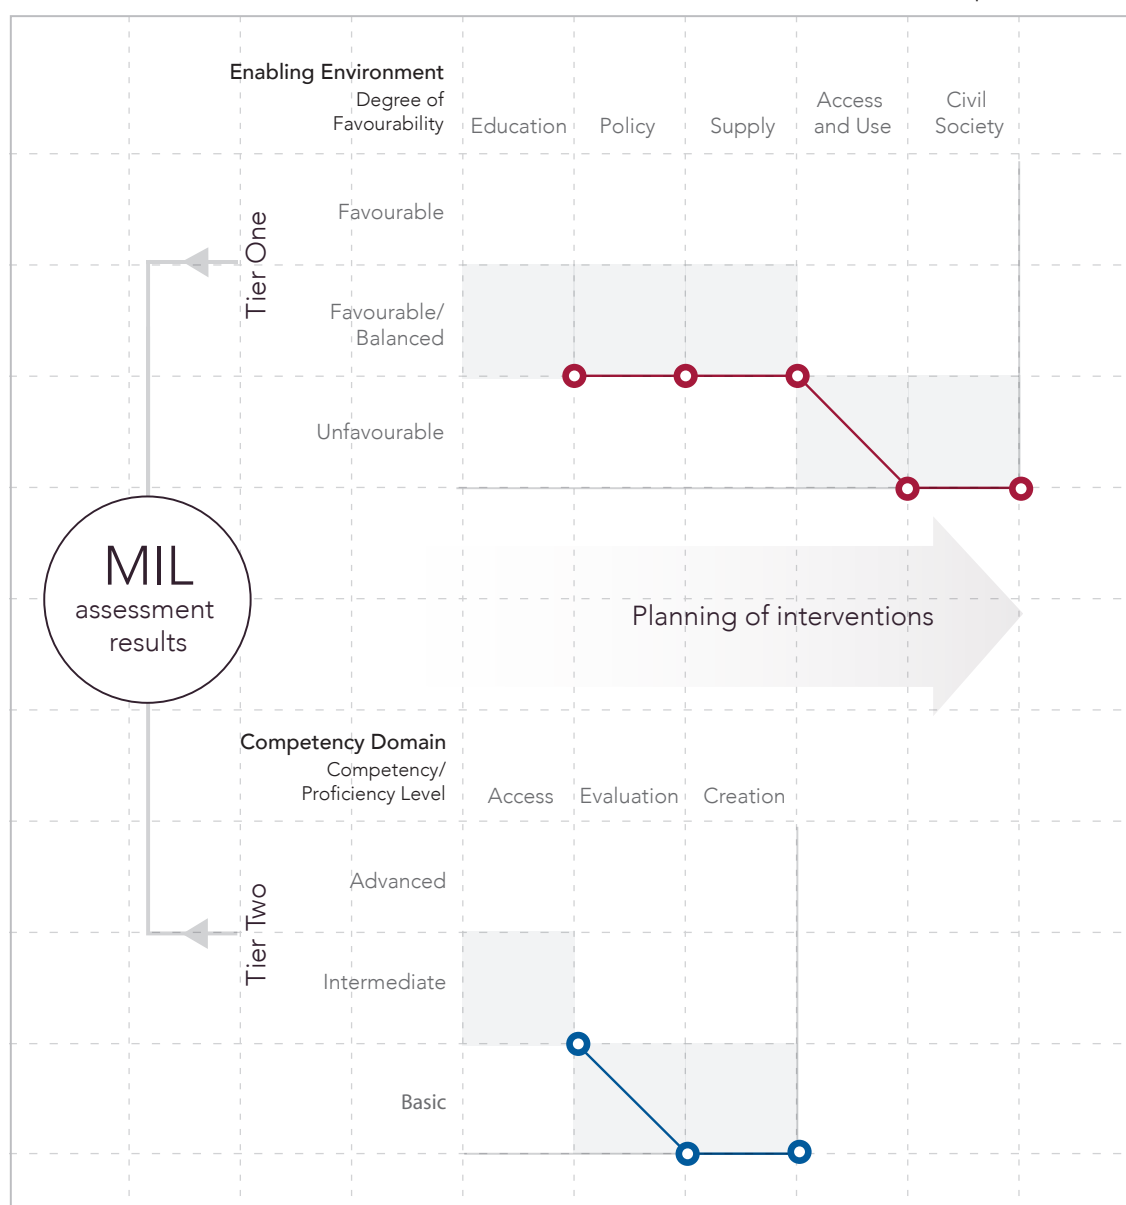 Enabling Environment
Degree of
Favourability
Education
Policy
Supply
Access
and Use
Civil
Society
Tier One
Favourable
Favourable/
Balanced
Unfavourable
MIL
assessment
results
Planning of interventions
Competency Domain
Competency/
Proficiency Level
Access
Evaluation
Creation
Tier Two
Advanced
Intermediate
Basic